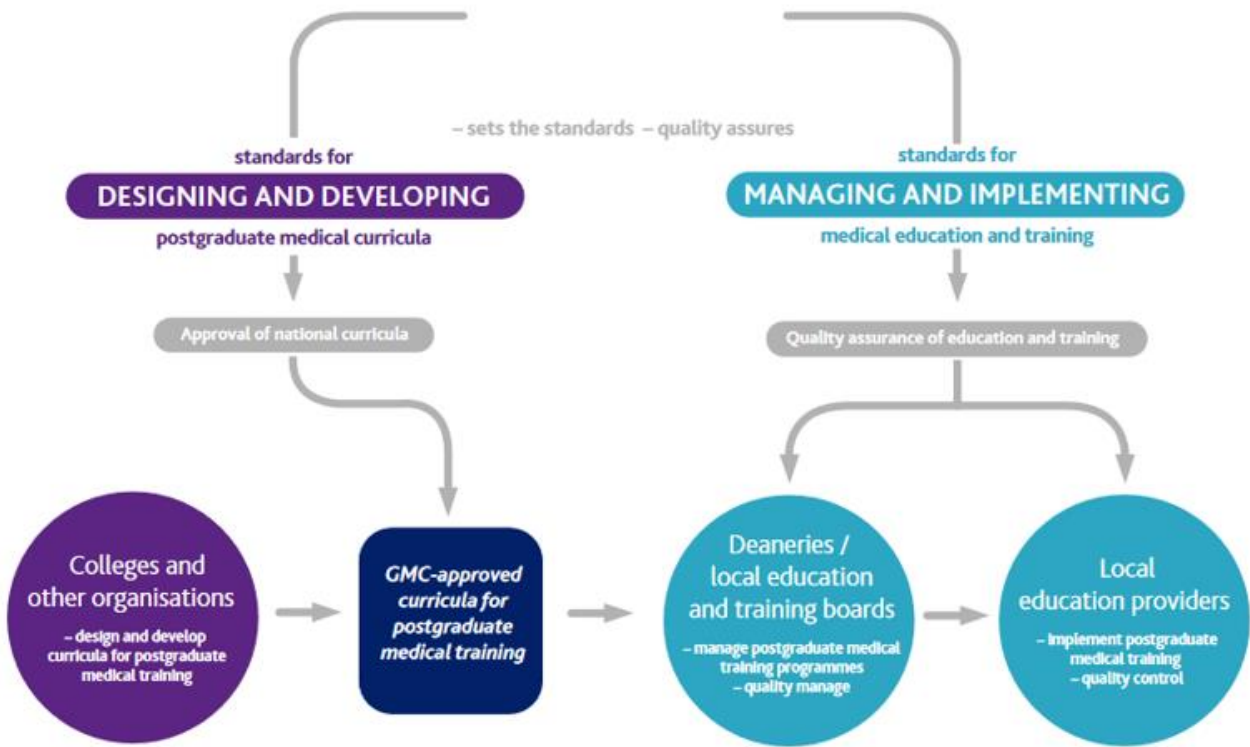 – sets the standards – quality assures
standards for
DESIGNING AND DEVELOPING
postgraduate medical curricula
standards for
MANAGING AND IMPLEMENTING
medical education and training
Approval of national curricula
Quality assurance of education and training
Colleges and
other organisations
– design and develop
curricula for postgraduate
medical training
GMC-approved
curricula for
postgraduate
medical training
Deaneries /
local education
and training boards
– manage postgraduate medical
training programmes
– quality manage
Local
education providers
– implement postgraduate
medical training
– quality control